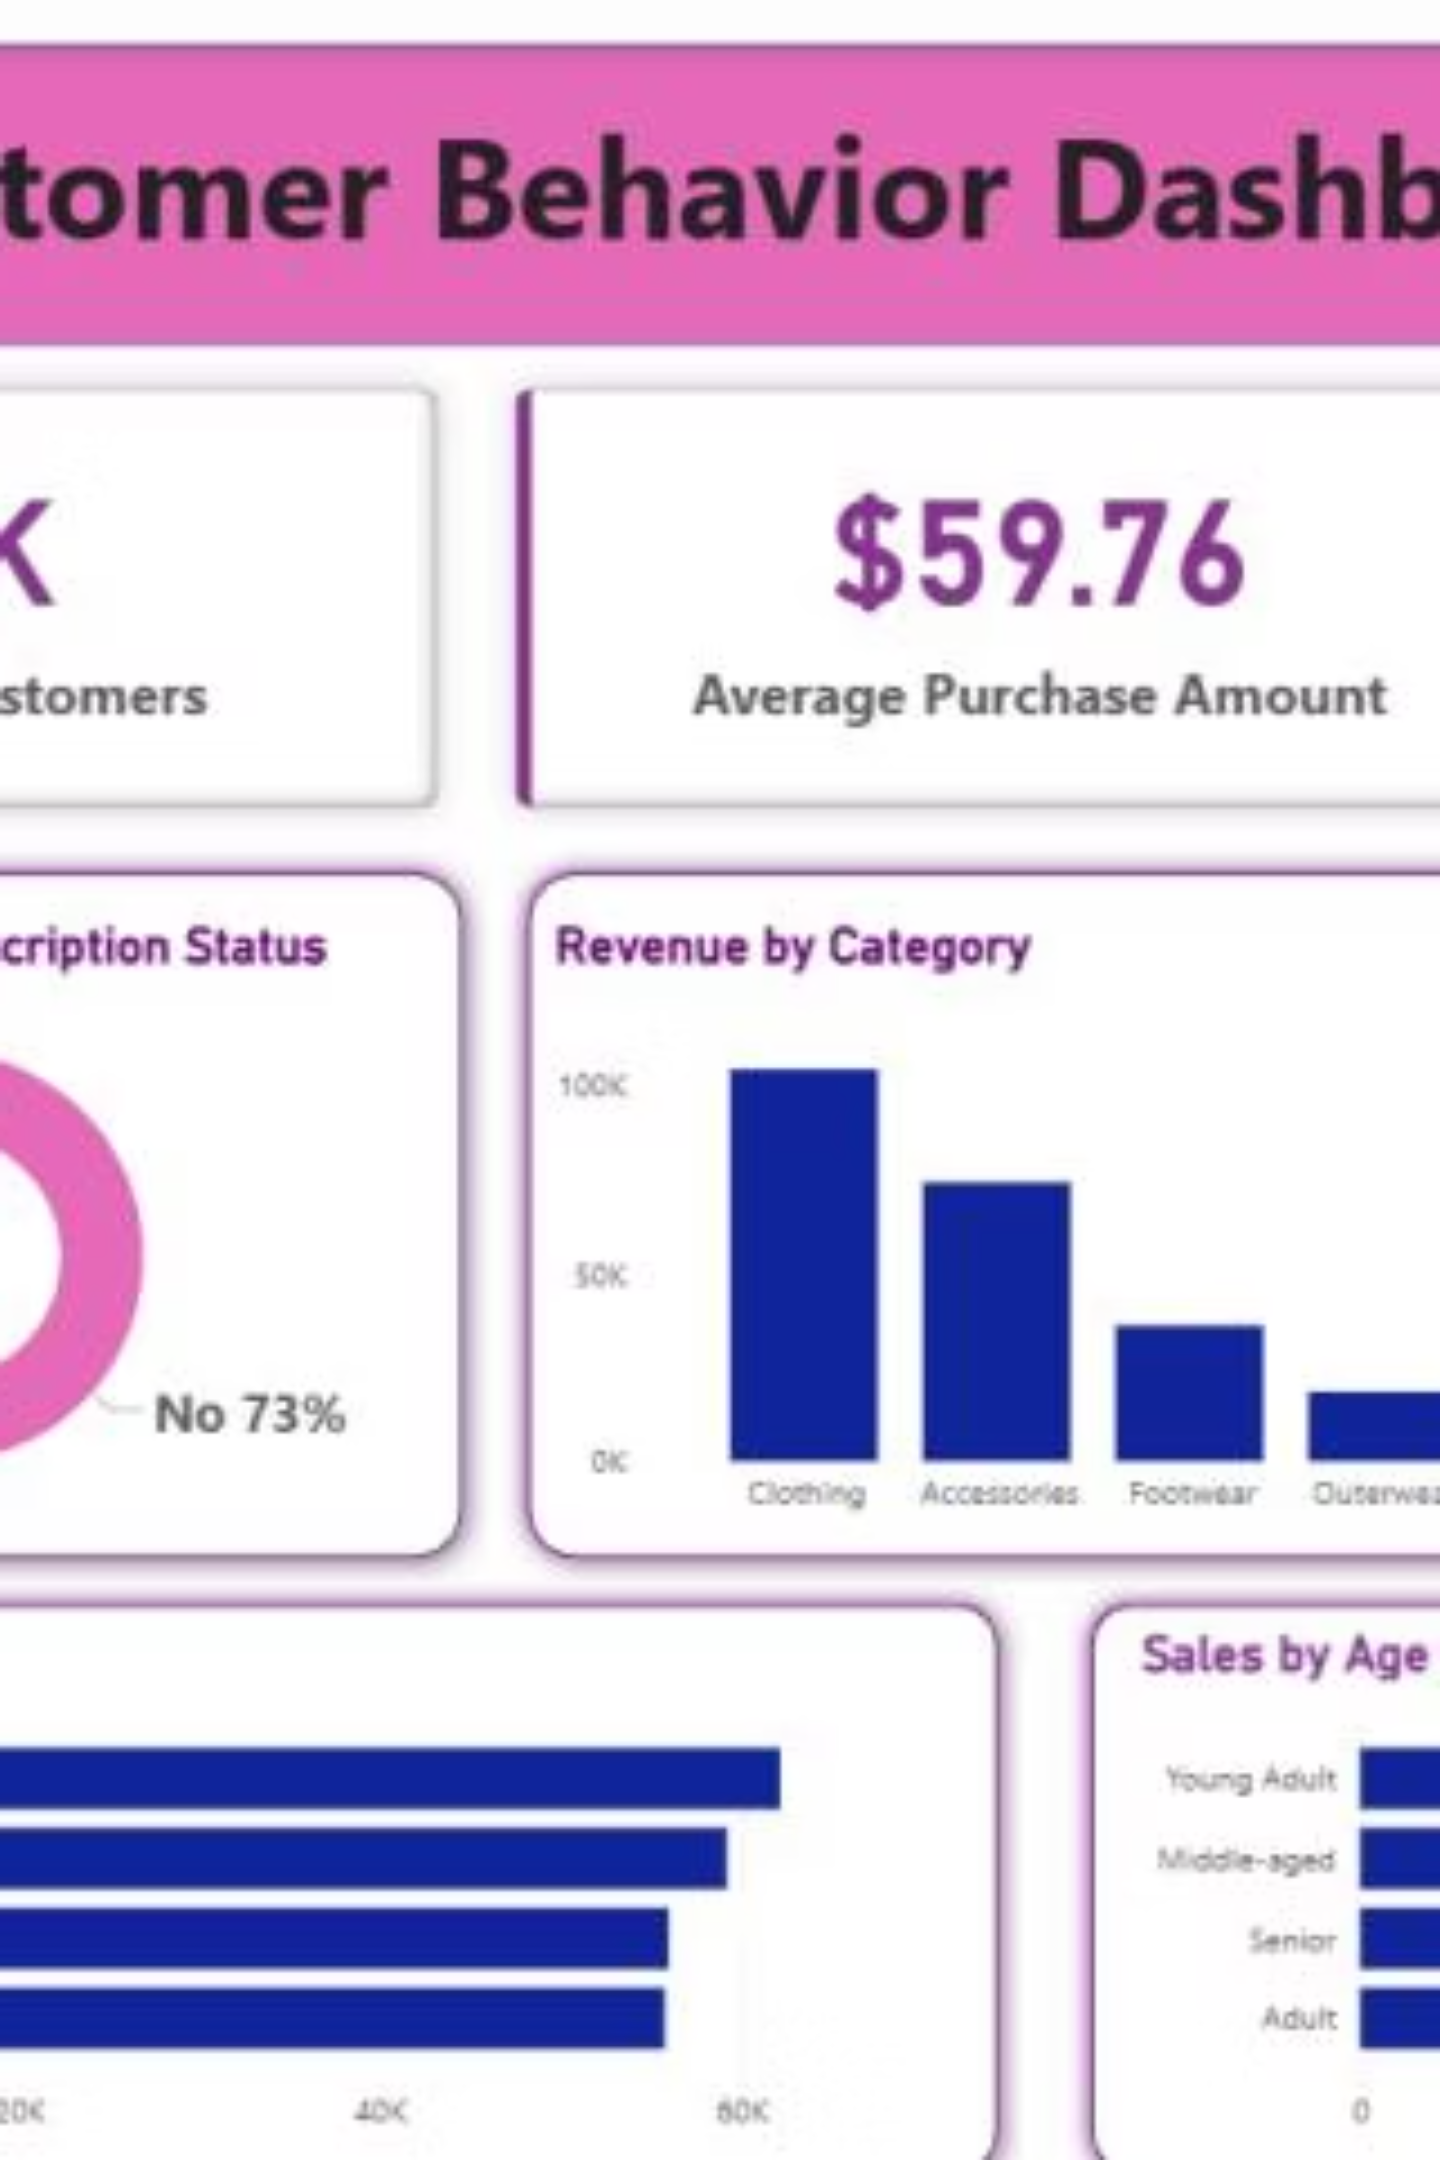 tomer Behavior Dashb
K
stomers
$59.76
Average Purchase Amount
cription Status
No 73%
Revenue by Category
100K
50K
0K
Clothing Accessories Footwear Outerwea
20K 40K 60K
Sales by Age
Young Adult
Middle-aged
Senior
Adult
0